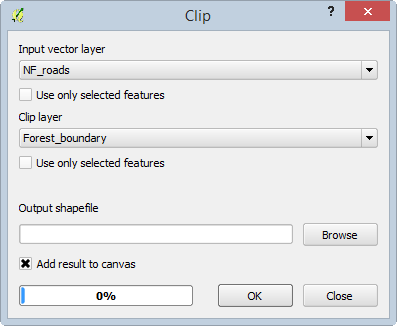 Clip
?
Input vector layer
NF_roads
Use only selected features
Clip layer
Forest_boundary
Use only selected features
Output shapefile
Browse
Add result to canvas
0%
OK
Close